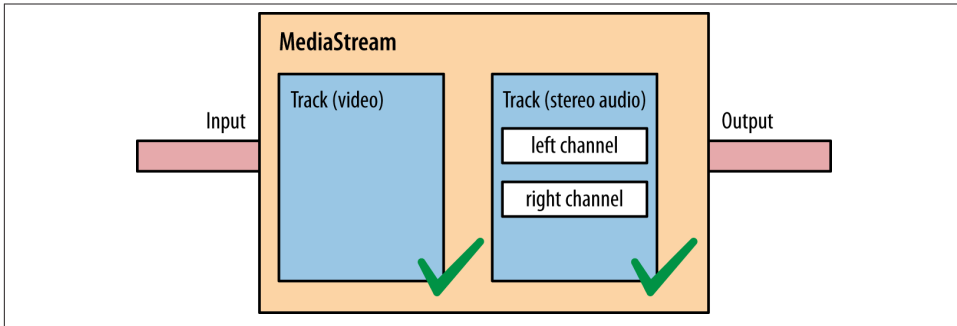 MediaStream
Track (video)
Track (stereo audio)
Input
Output
left channel
right channel